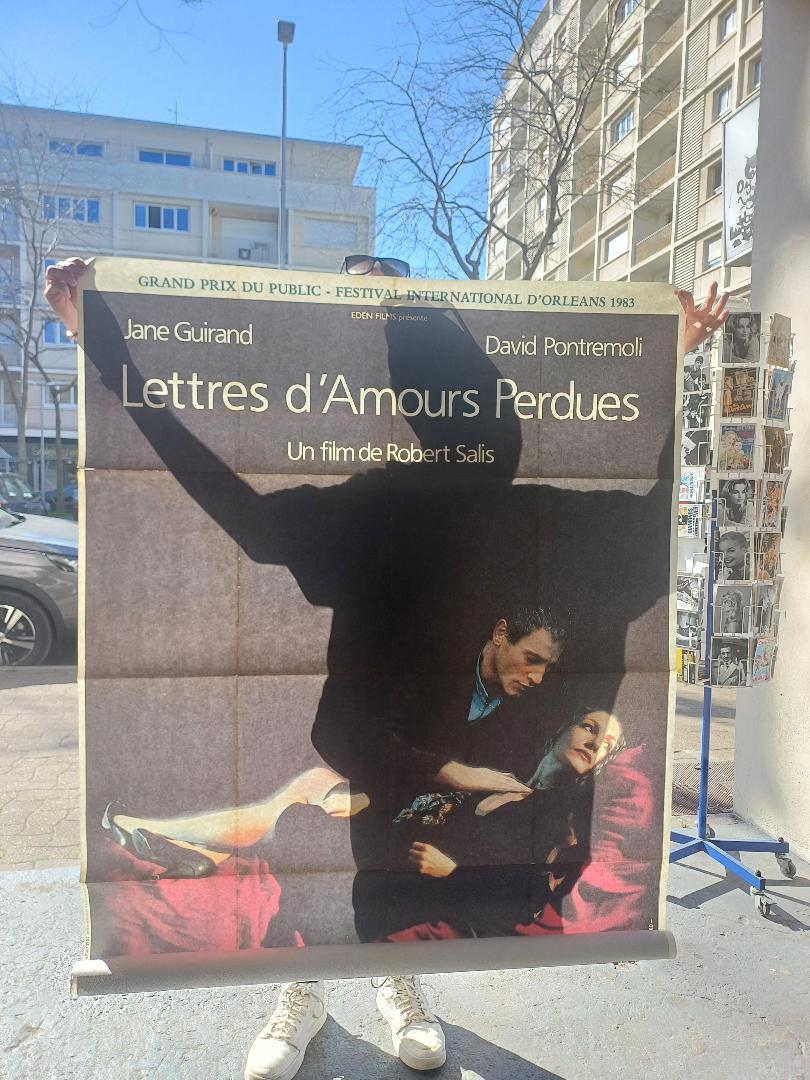 GRAND PRIX DU PUBLIC - FESTIVAL INTERNATIONAL D'ORLEANS 1983
EDEN FILMS présente
Jane Guirand
David Pontremoli
Lettres d'Amours Perdues
Un film de Robert Salis